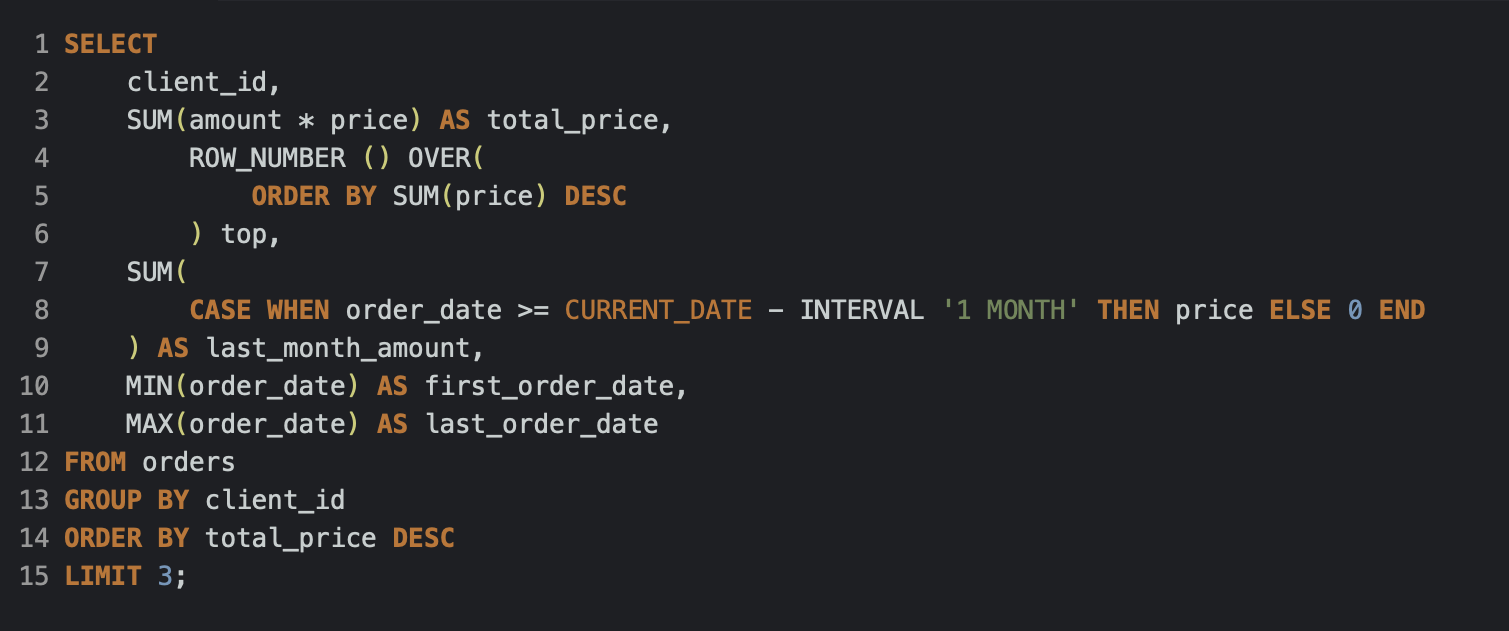 1 SELECT
2     client_id,
3     SUM(amount * price) AS total_price,
4         ROW_NUMBER () OVER(
5             ORDER BY SUM(price) DESC
6         ) top,
7     SUM(
8         CASE WHEN order_date >= CURRENT_DATE - INTERVAL '1 MONTH' THEN price ELSE 0 END
9     ) AS last_month_amount,
10     MIN(order_date) AS first_order_date,
11     MAX(order_date) AS last_order_date
12 FROM orders
13 GROUP BY client_id
14 ORDER BY total_price DESC
15 LIMIT 3;